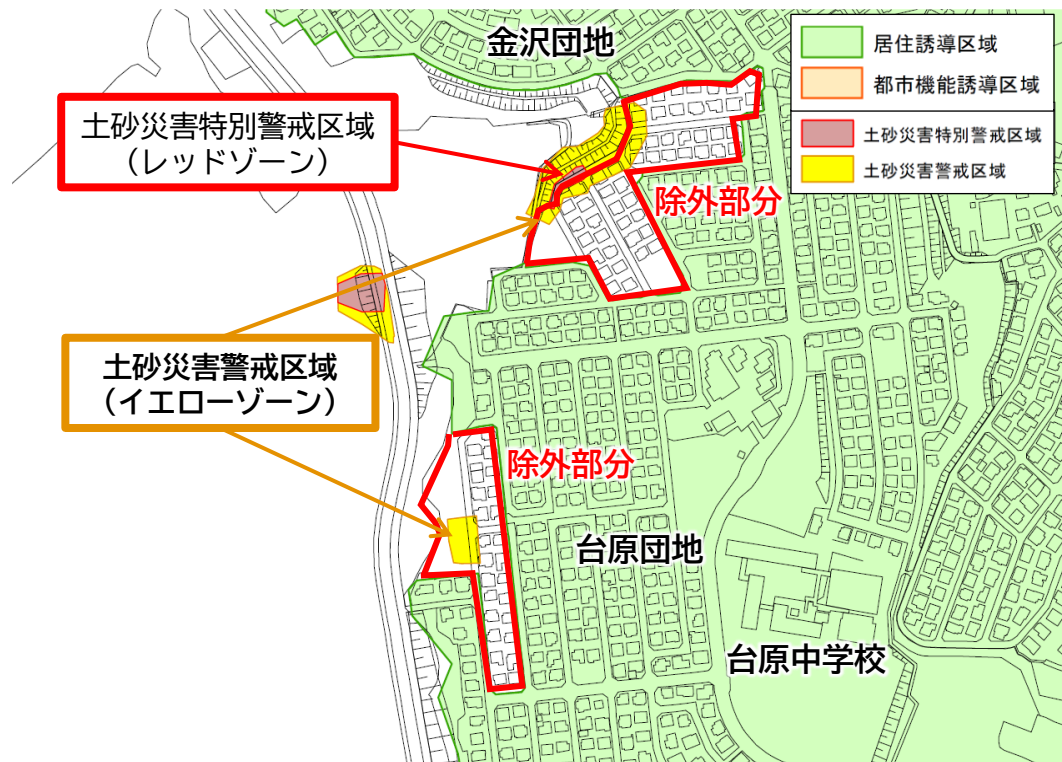 金沢団地
居住誘導区域
都市機能誘導区域
土砂災害特別警戒区域
土砂災害警戒区域
土砂災害特別警戒区域
（レッドゾーン）
除外部分
土砂災害警戒区域
（イエローゾーン）
除外部分
台原団地
台原中学校